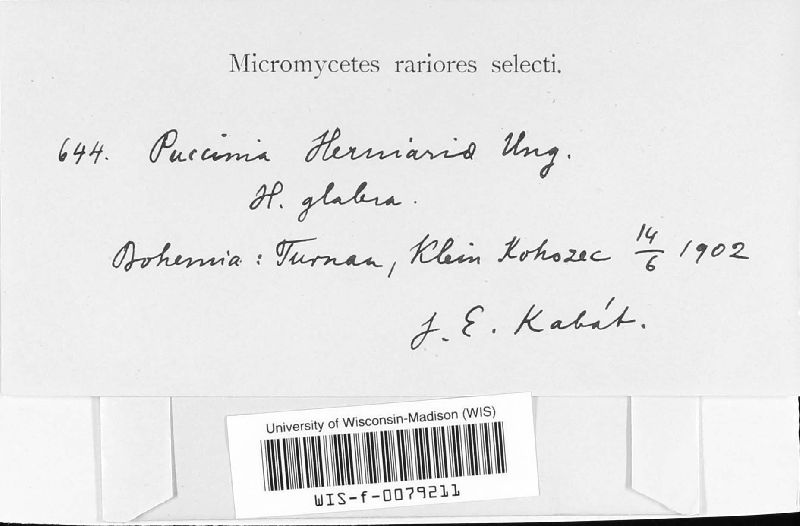 Micromycetes rariores selecti.
644. Puccinia Herniariæ Ung.
H. glabra.
Bohemia: Turnau, Klein Kohozec 14/6 1902
J. E. Kabát.
University of Wisconsin-Madison (WIS)
WIS-f-0079211